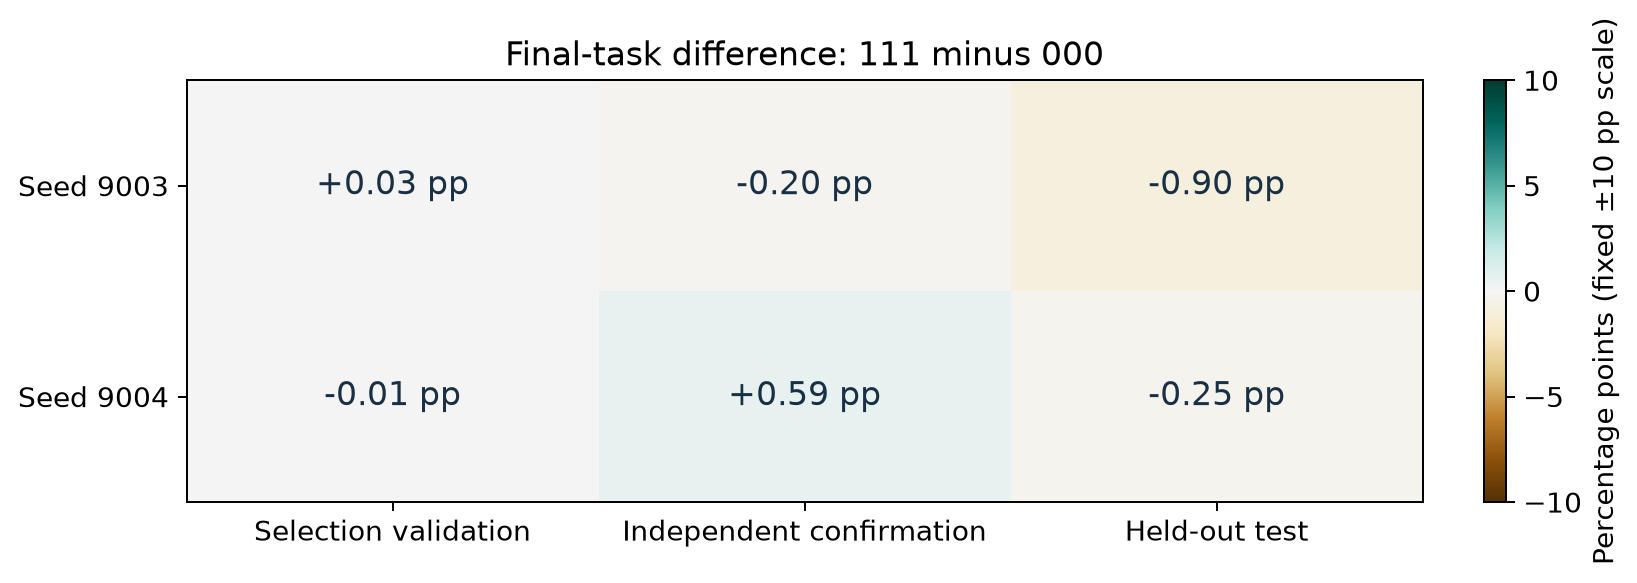 Final-task difference: 111 minus 000
Seed 9003
+0.03 pp
-0.20 pp
-0.90 pp
Seed 9004
-0.01 pp
+0.59 pp
-0.25 pp
Selection validation
Independent confirmation
Held-out test
10
5
0
−5
−10
Percentage points (fixed ±10 pp scale)